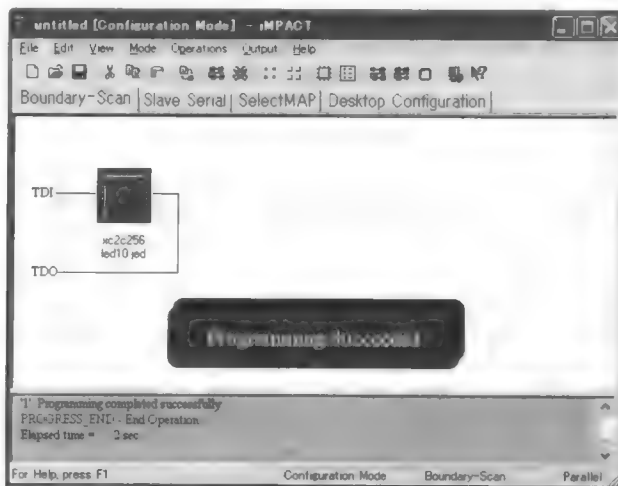 untitled [Configuration Mode] - iMPACT
File Edit View Mode Operations Output Help
Boundary-Scan Slave Serial SelectMAP Desktop Configuration
TDI
xc2c256
led10.jed
TDO
Programming Succeeded
'1': Programming completed successfully
PROGRESS_END - End Operation
Elapsed time = 2 sec
For Help, press F1 Configuration Mode Boundary-Scan Parallel